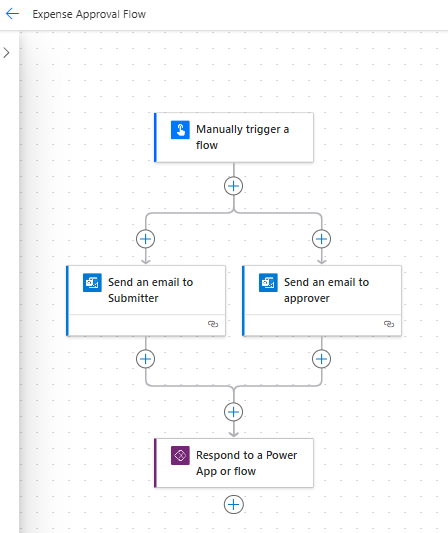 Expense Approval Flow
Manually trigger a
flow
Send an email to
Submitter
Send an email to
approver
Respond to a Power
App or flow